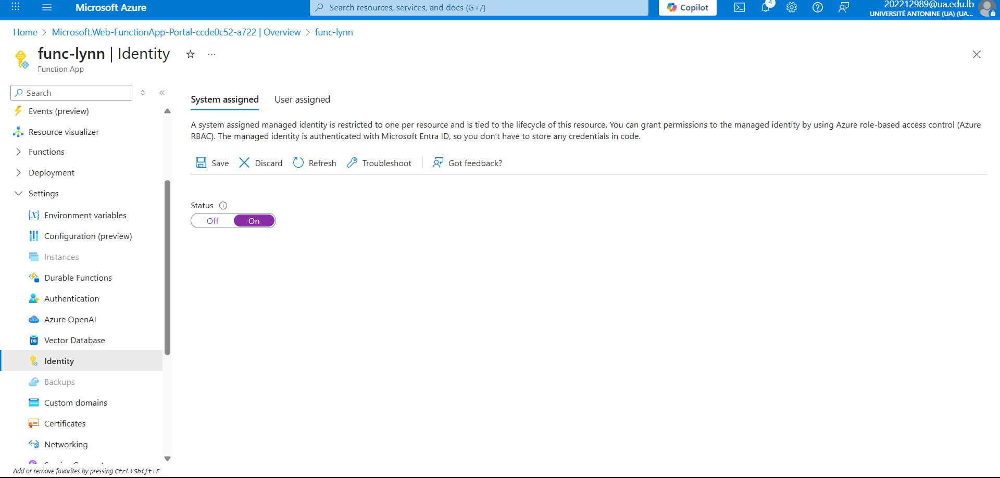 Microsoft Azure
Search resources, services, and docs (G+/)
Copilot
4
202212989@ua.edu.lb
UNIVERSITÉ ANTONINE (UA) (UA...
Home > Microsoft.Web-FunctionApp-Portal-ccde0c52-a722 | Overview > func-lynn
func-lynn | Identity
Function App
Search
System assigned
User assigned
A system assigned managed identity is restricted to one per resource and is tied to the lifecycle of this resource. You can grant permissions to the managed identity by using Azure role-based access control (Azure
RBAC). The managed identity is authenticated with Microsoft Entra ID, so you don't have to store any credentials in code.
Save
Discard
Refresh
Troubleshoot
Got feedback?
Status
Off
On
Events (preview)
Resource visualizer
Functions
Deployment
Settings
Environment variables
Configuration (preview)
Instances
Durable Functions
Authentication
Azure OpenAI
Vector Database
Identity
Backups
Custom domains
Certificates
Networking
Add or remove favorites by pressing Ctrl+Shift+F